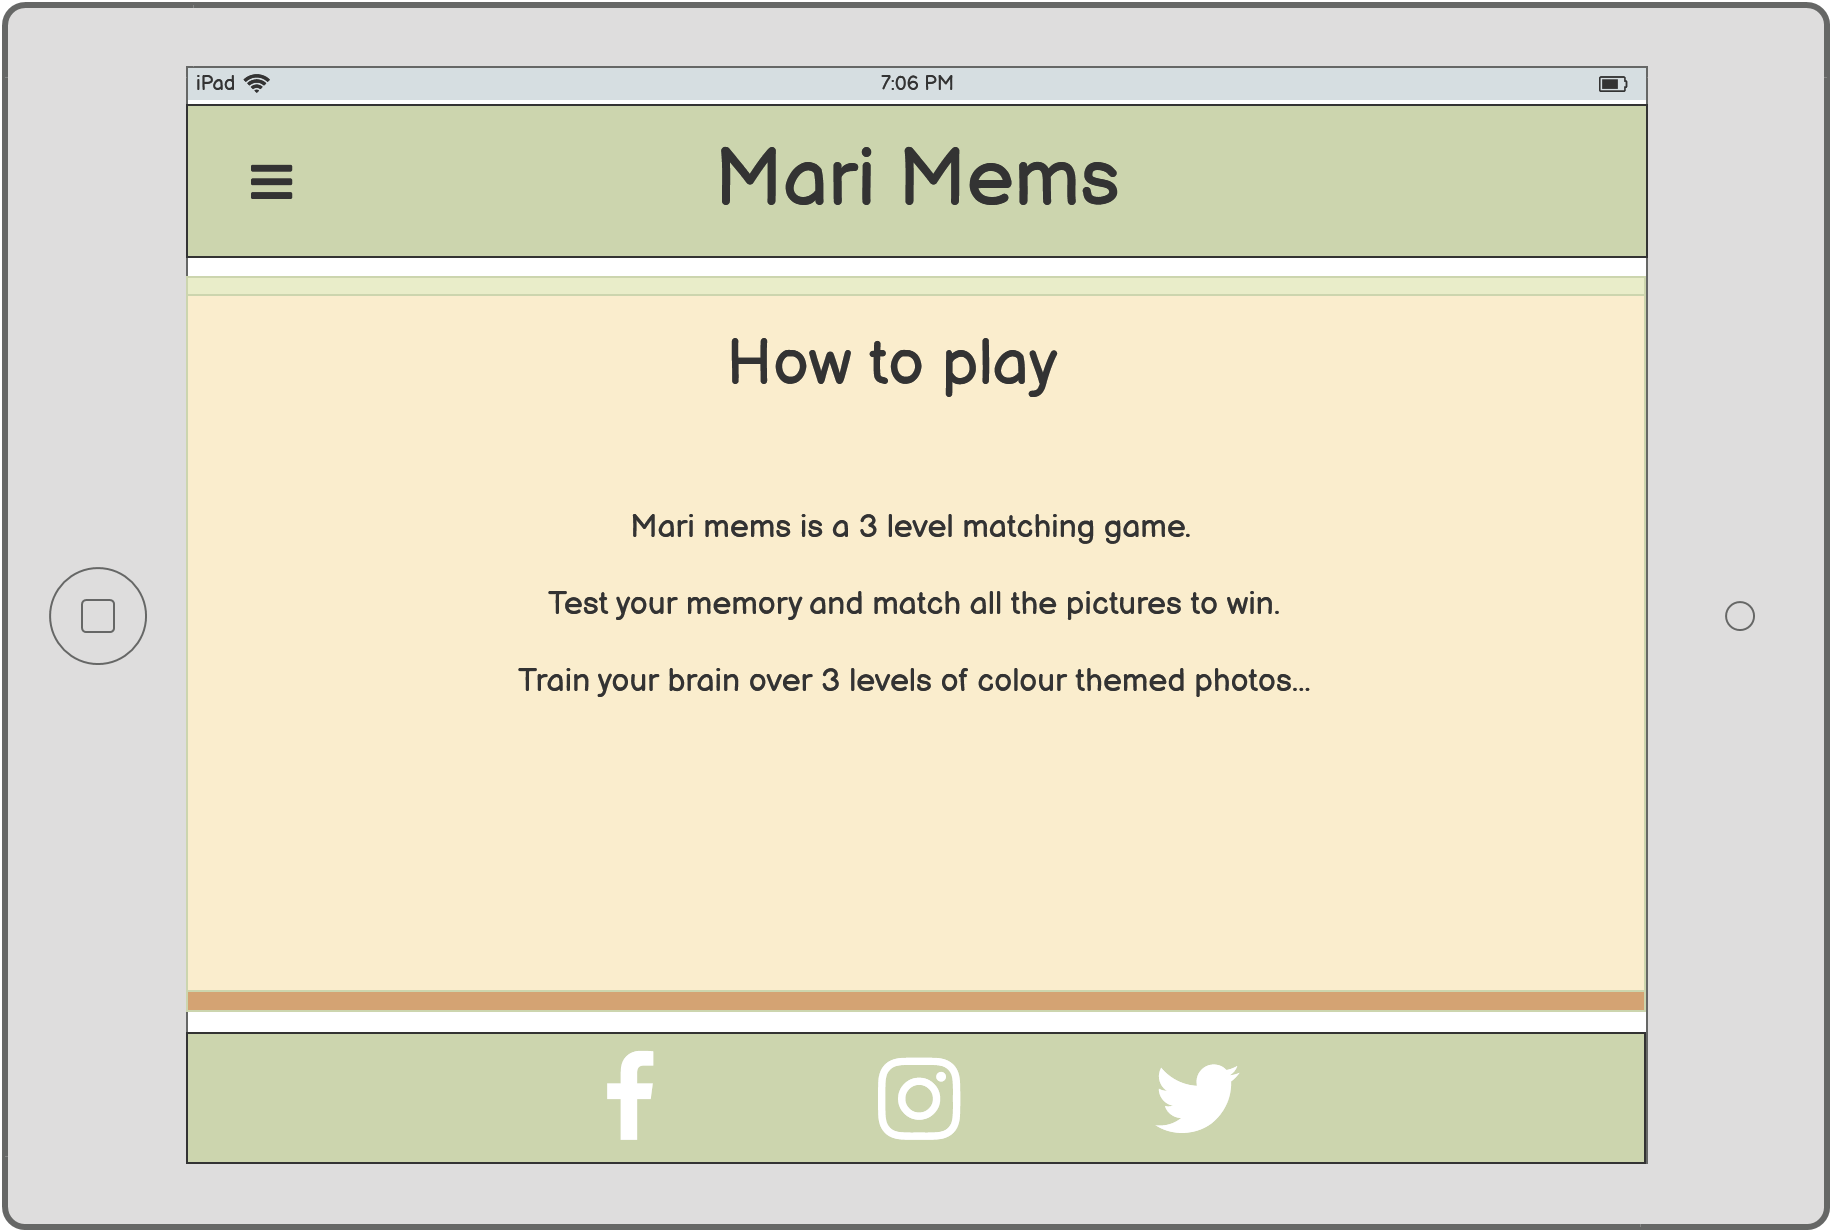 iPad
7:06 PM
Mari Mems
How to play
Mari mems is a 3 level matching game.
Test your memory and match all the pictures to win.
Train your brain over 3 levels of colour themed photos...